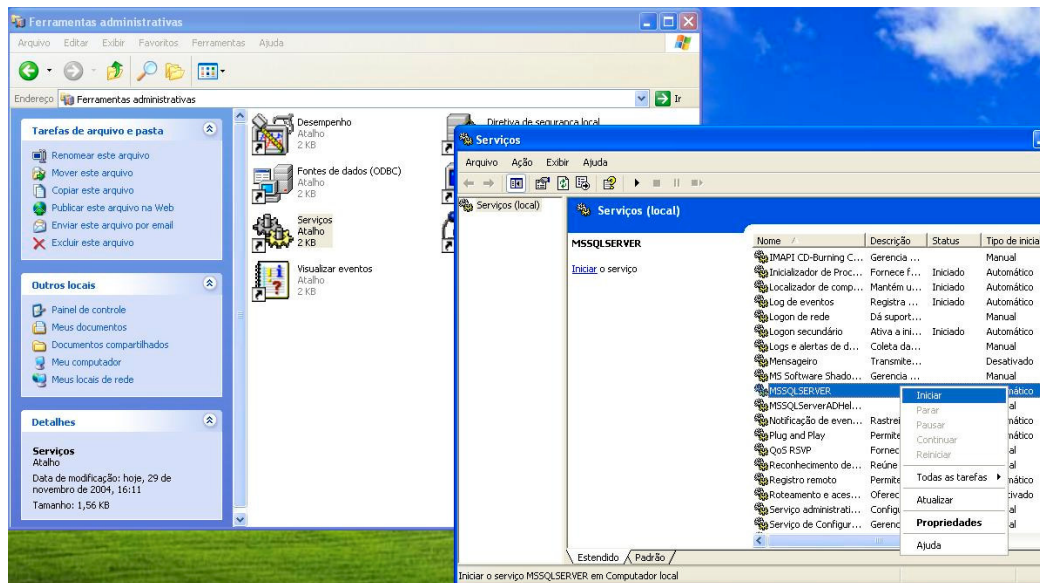 Ferramentas administrativas
Arquivo Editar Exibir Favoritos Ferramentas Ajuda
Endereço Ferramentas administrativas Ir
Tarefas de arquivo e pasta
Renomear este arquivo
Mover este arquivo
Copiar este arquivo
Publicar este arquivo na Web
Enviar este arquivo por email
Excluir este arquivo
Outros locais
Painel de controle
Meus documentos
Documentos compartilhados
Meu computador
Meus locais de rede
Detalhes
Serviços
Atalho
Data de modificação: hoje, 29 de
novembro de 2004, 16:11
Tamanho: 1,56 KB
Desempenho
Atalho
2 KB
Fontes de dados (ODBC)
Atalho
2 KB
Serviços
Atalho
2 KB
Visualizar eventos
Atalho
2 KB
Diretiva de segurança local
Serviços
Arquivo Ação Exibir Ajuda
Serviços (local)
Serviços (local)
MSSQLSERVER
Iniciar o serviço
Nome Descrição Status Tipo de inicia
IMAPI CD-Burning C... Gerencia ... Manual
Inicializador de Proc... Fornece f... Iniciado Automático
Localizador de comp... Mantém u... Iniciado Automático
Log de eventos Registra ... Iniciado Automático
Logon de rede Dá suport... Manual
Logon secundário Ativa a ini... Iniciado Automático
Logs e alertas de d... Coleta da... Manual
Mensageiro Transmite... Desativado
MS Software Shado... Gerencia ... Manual
MSSQLSERVER mático
MSSQLServerADHel... al
Notificação de even... Rastrei mático
Plug and Play Permite mático
QoS RSVP Fornec al
Reconhecimento de... Reúne al
Registro remoto Permite mático
Roteamento e aces... Oferec ivado
Serviço administrati... Configu al
Serviço de Configur... Gerenc al
Iniciar
Parar
Pausar
Continuar
Reiniciar
Todas as tarefas
Atualizar
Propriedades
Ajuda
Estendido Padrão
Iniciar o serviço MSSQLSERVER em Computador local